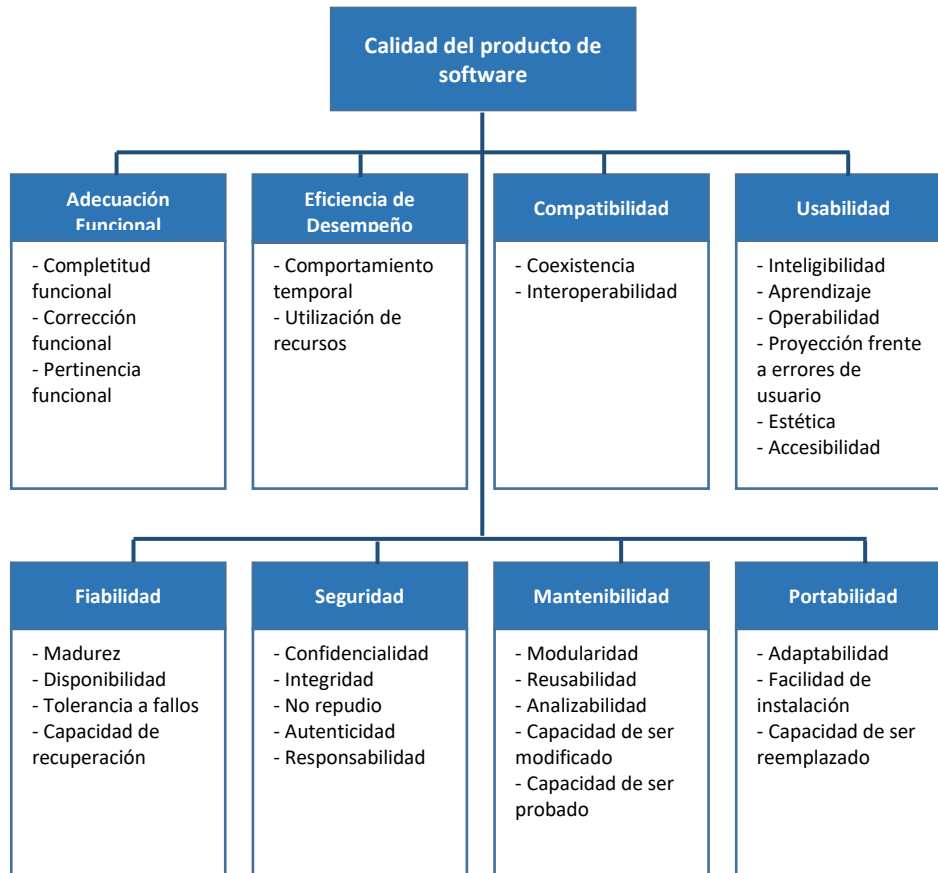 Calidad del producto de
software
Adecuación
Funcional
- Completitud
funcional
- Corrección
funcional
- Pertinencia
funcional
Eficiencia de
Desempeño
- Comportamiento
temporal
- Utilización de
recursos
Compatibilidad
- Coexistencia
- Interoperabilidad
Usabilidad
- Inteligibilidad
- Aprendizaje
- Operabilidad
- Proyección frente
a errores de
usuario
- Estética
- Accesibilidad
Fiabilidad
- Madurez
- Disponibilidad
- Tolerancia a fallos
- Capacidad de
recuperación
Seguridad
- Confidencialidad
- Integridad
- No repudio
- Autenticidad
- Responsabilidad
Mantenibilidad
- Modularidad
- Reusabilidad
- Analizabilidad
- Capacidad de ser
modificado
- Capacidad de ser
probado
Portabilidad
- Adaptabilidad
- Facilidad de
instalación
- Capacidad de ser
reemplazado